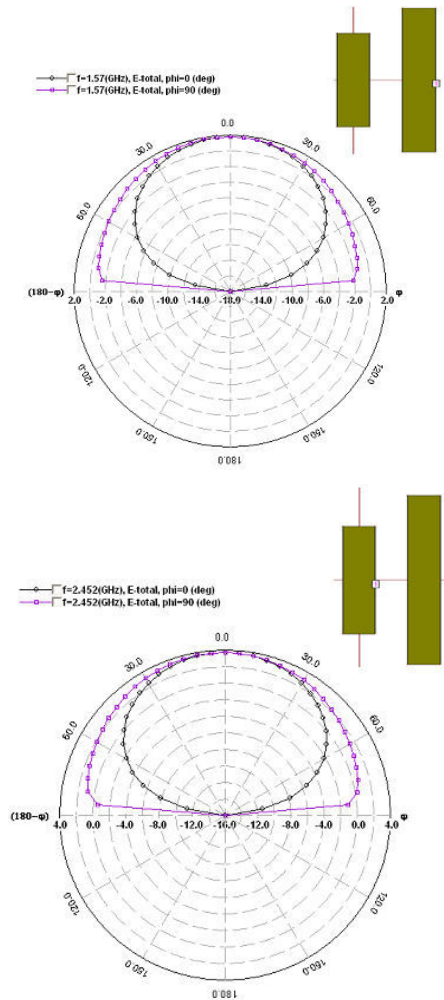 f=1.57(GHz), E-total, phi=0 (deg)
f=1.57(GHz), E-total, phi=90 (deg)
0.0
30.0 30.0
60.0 60.0
(180-φ) φ
2.0 -2.0 -6.0 -10.0 -14.0 -18.0 -14.0 -10.0 -6.0 -2.0 2.0
120.0 120.0
150.0 150.0
180.0
f=2.452(GHz), E-total, phi=0 (deg)
f=2.452(GHz), E-total, phi=90 (deg)
0.0
30.0 30.0
60.0 60.0
(180-φ) φ
4.0 0.0 -4.0 -8.0 -12.0 -16.0 -12.0 -8.0 -4.0 0.0 4.0
120.0 120.0
150.0 150.0
180.0